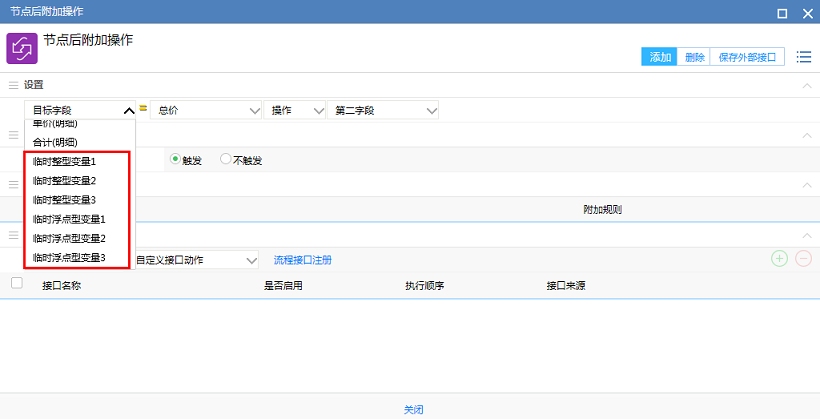 节点后附加操作
节点后附加操作
添加 删除 保存外部接口
设置
目标字段 = 总价 操作 第二字段
单价(明细)
合计(明细)
临时整型变量1
触发 不触发
临时整型变量2
临时整型变量3
附加规则
临时浮点型变量1
临时浮点型变量2
临时浮点型变量3
自定义接口动作 流程接口注册
接口名称 是否启用 执行顺序 接口来源
关闭